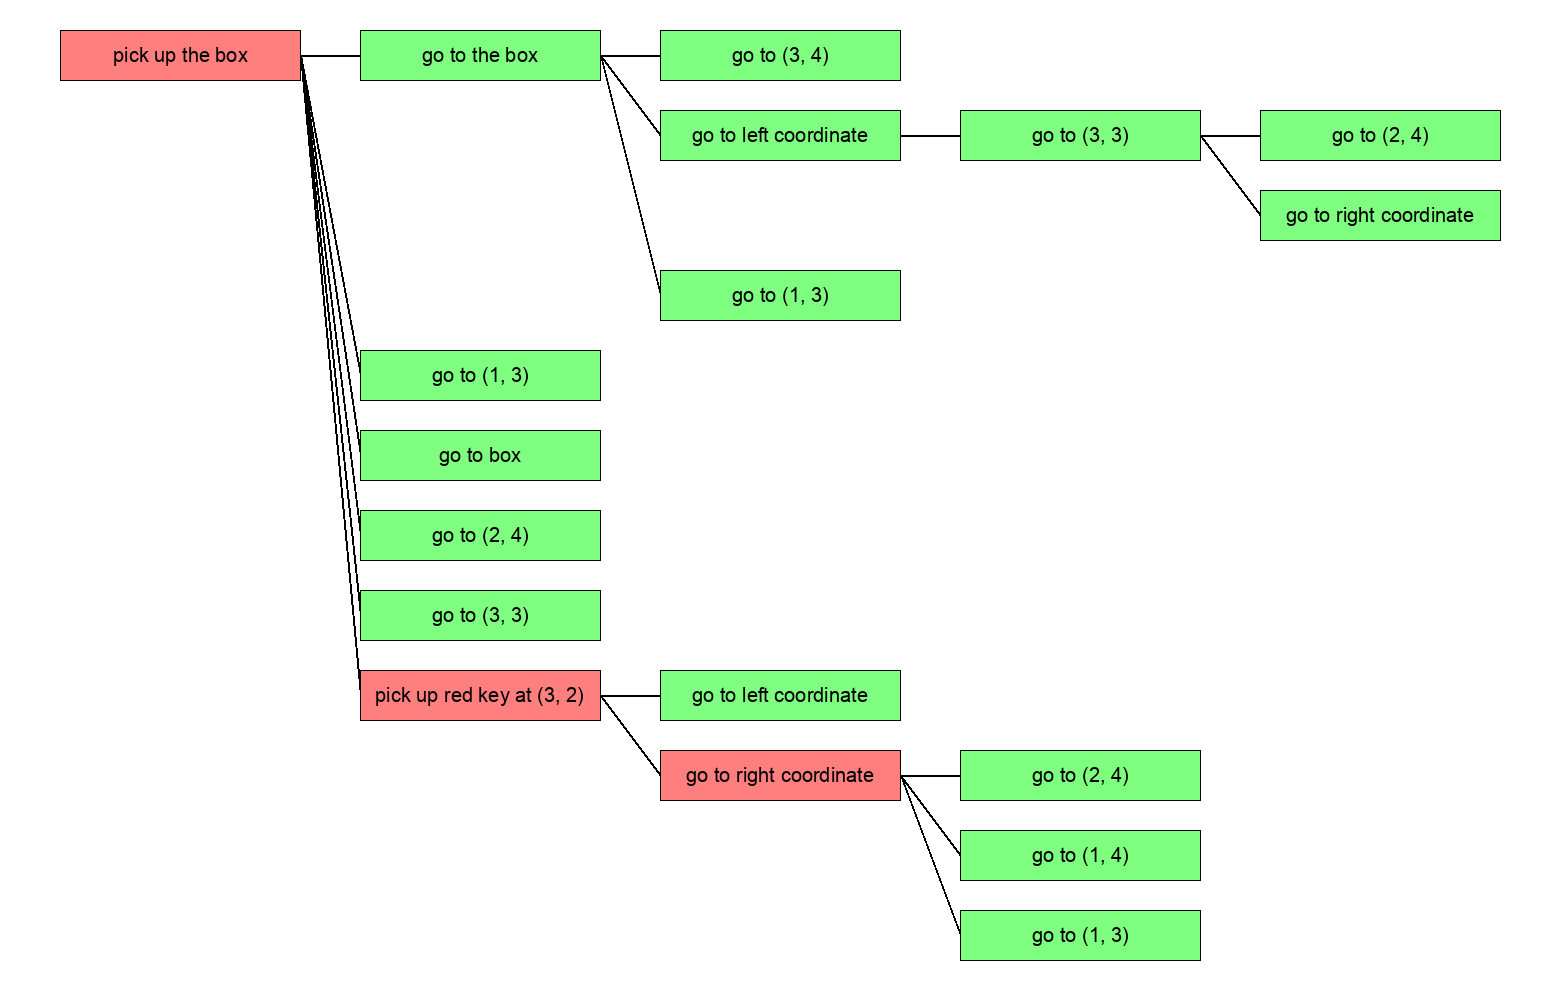 pick up the box
go to the box
go to (3, 4)
go to left coordinate
go to (3, 3)
go to (2, 4)
go to right coordinate
go to (1, 3)
go to (1, 3)
go to box
go to (2, 4)
go to (3, 3)
pick up red key at (3, 2)
go to left coordinate
go to right coordinate
go to (2, 4)
go to (1, 4)
go to (1, 3)